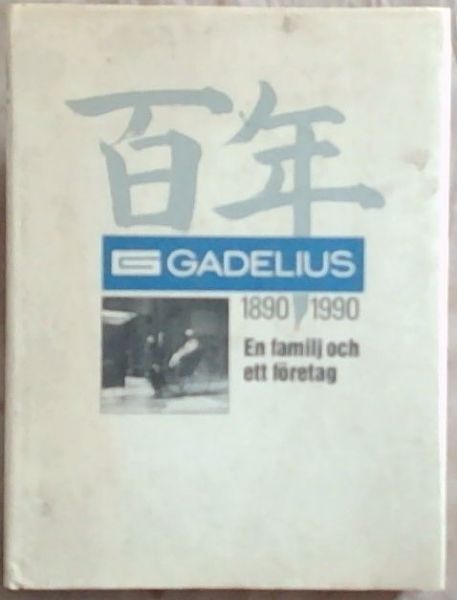 百年
GADELIUS
1890 1990
En familj och
ett företag